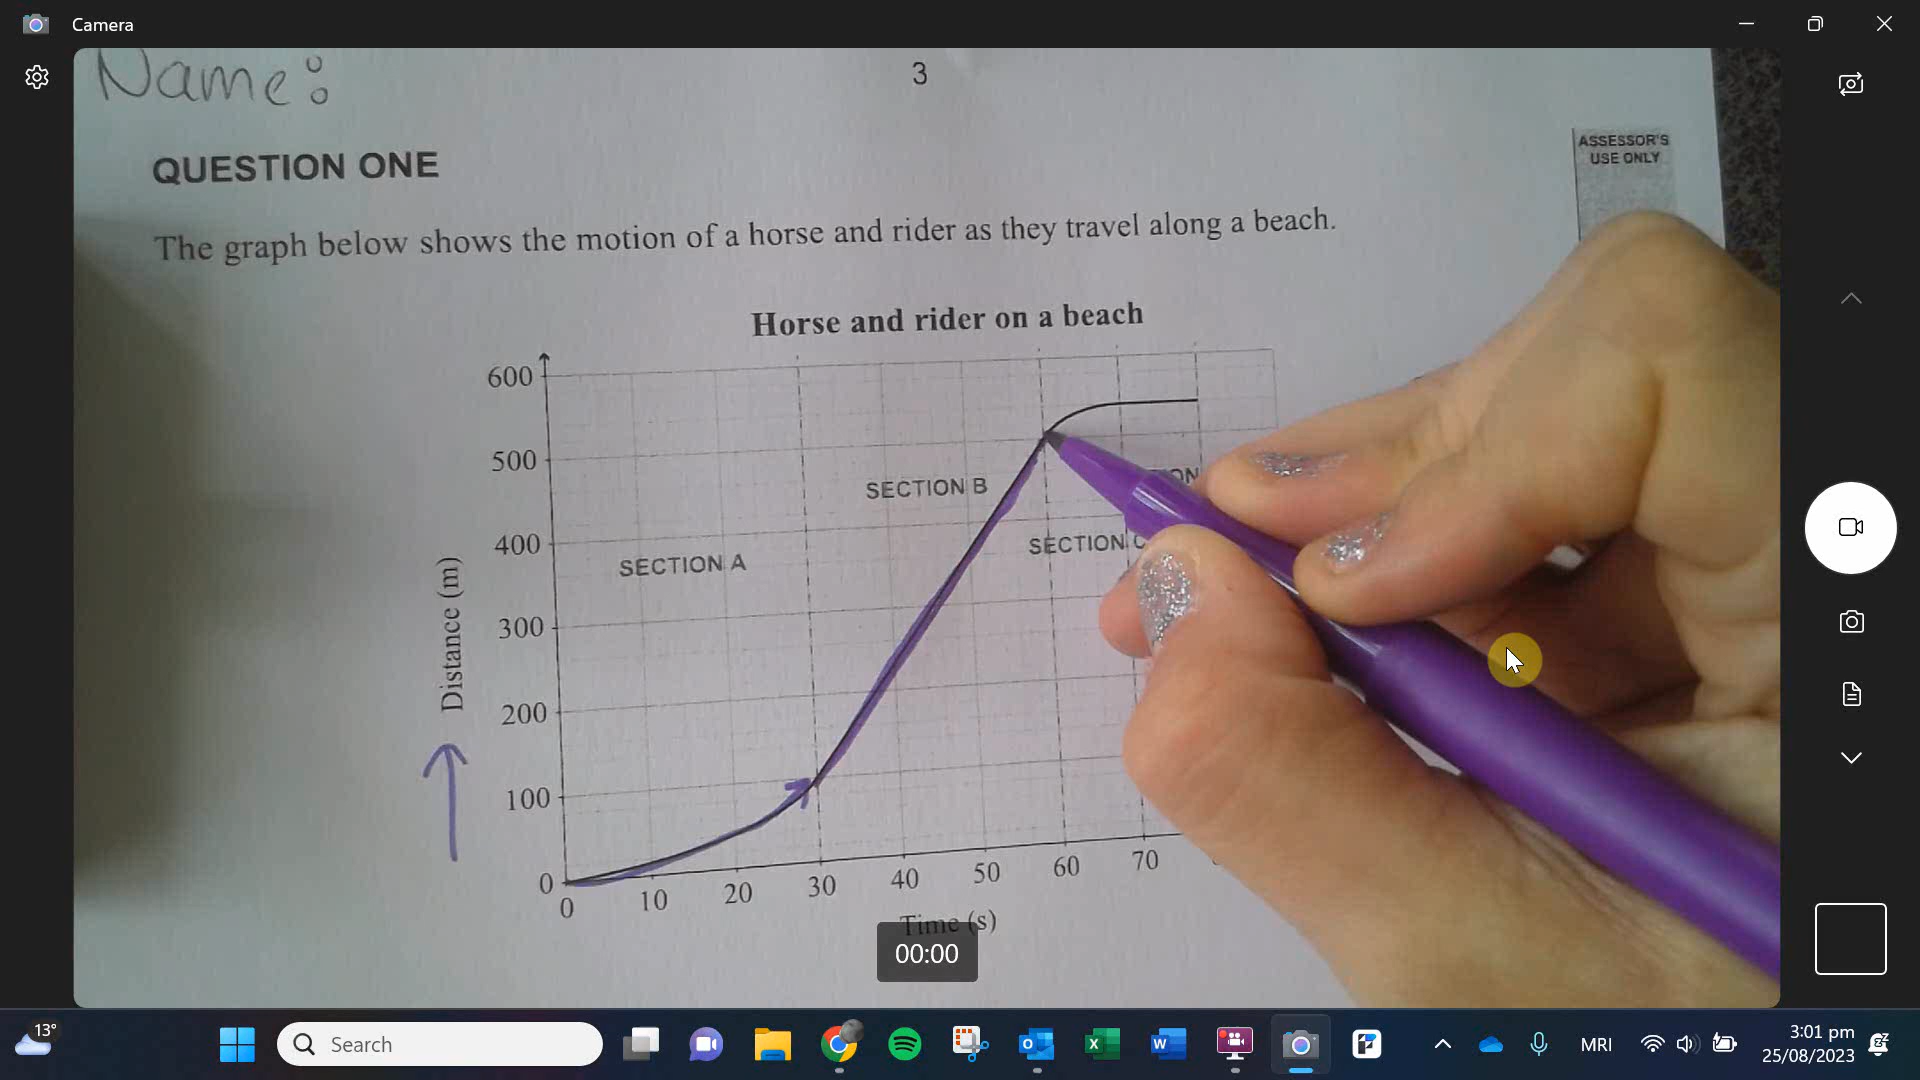 Camera
Name:
3
ASSESSOR'S
USE ONLY
QUESTION ONE
The graph below shows the motion of a horse and rider as they travel along a beach.
Horse and rider on a beach
600
500
400
300
200
100
0
Distance (m)
SECTION A
SECTION B
SECTION C
0
10
20
30
40
50
60
70
Time (s)
00:00
13°
Search
MRI
3:01 pm
25/08/2023